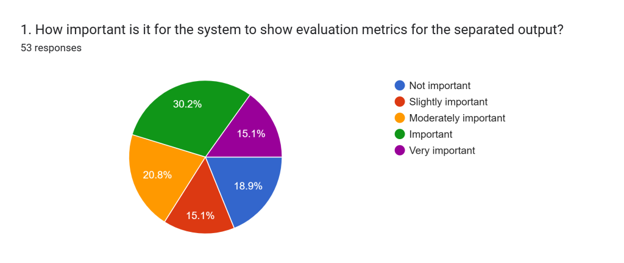 1. How important is it for the system to show evaluation metrics for the separated output?
53 responses
Not important
Slightly important
Moderately important
Important
Very important
30.2%
15.1%
20.8%
18.9%
15.1%